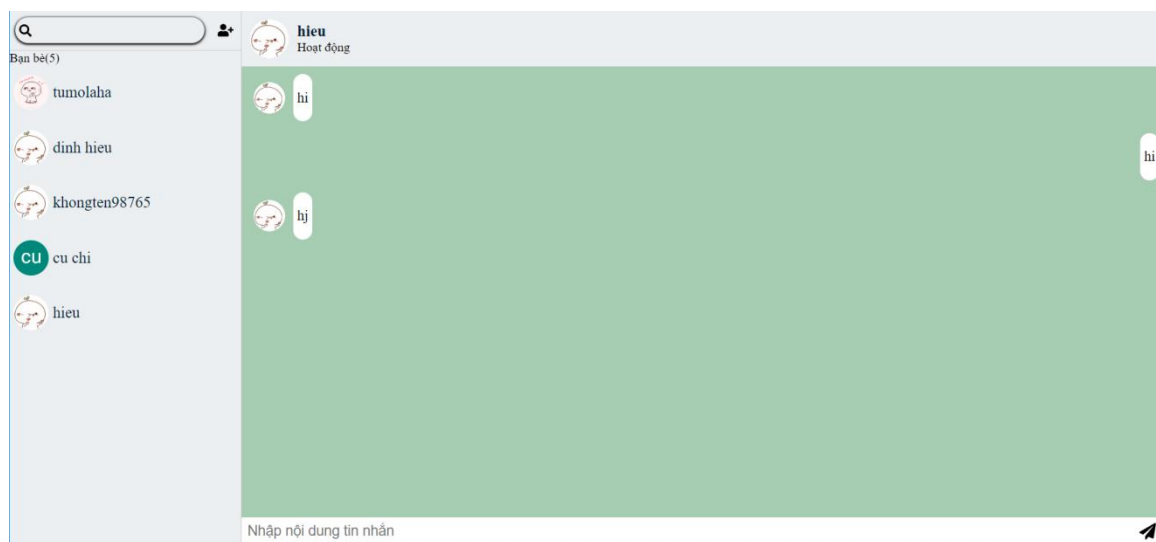 Bạn bè(5)
tumolaha
dinh hieu
khongten98765
CU
cu chi
hieu
hieu
Hoạt động
hi
hi
hj
Nhập nội dung tin nhắn